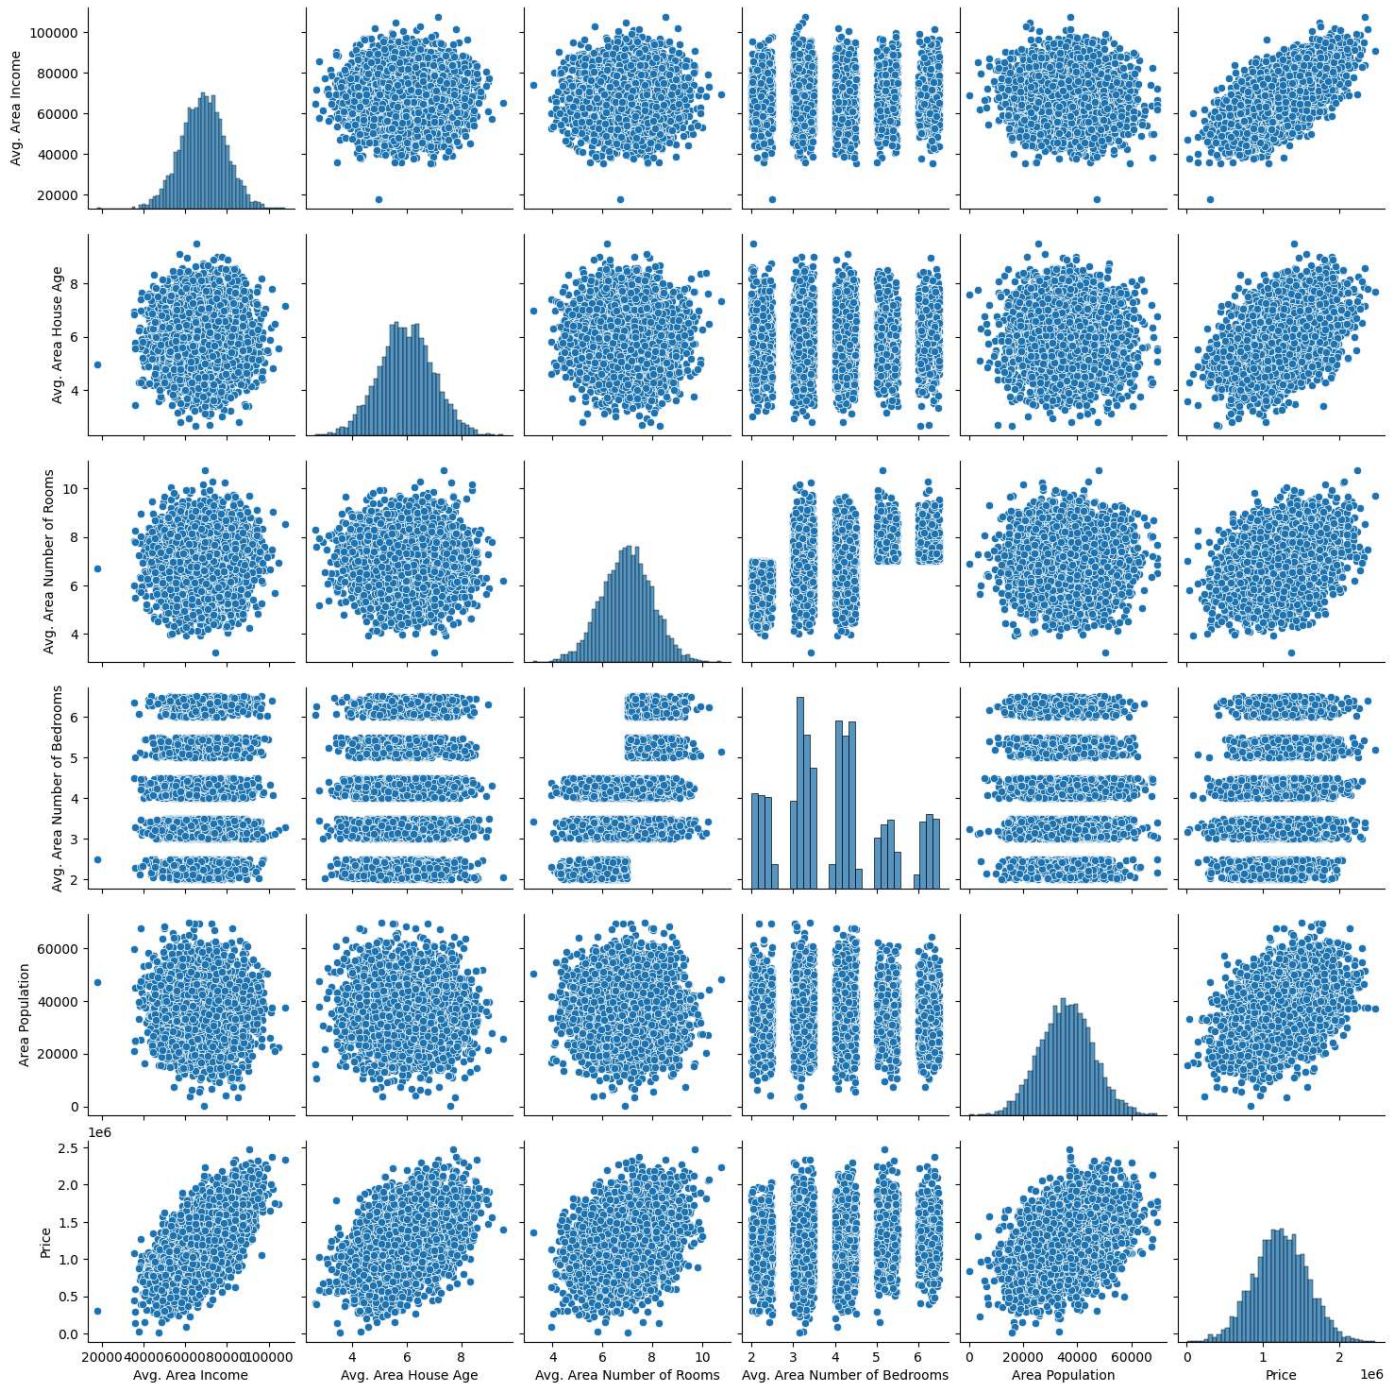 Avg. Area Income
100000
80000
60000
40000
20000
Avg. Area House Age
8
6
4
Avg. Area Number of Rooms
10
8
6
4
Avg. Area Number of Bedrooms
6
5
4
3
2
Area Population
60000
40000
20000
0
1e6
Price
2.5
2.0
1.5
1.0
0.5
0.0
20000 40000 60000 80000 100000
Avg. Area Income
4 6 8
Avg. Area House Age
4 6 8 10
Avg. Area Number of Rooms
2 3 4 5 6
Avg. Area Number of Bedrooms
0 20000 40000 60000
Area Population
0 1 2
1e6
Price